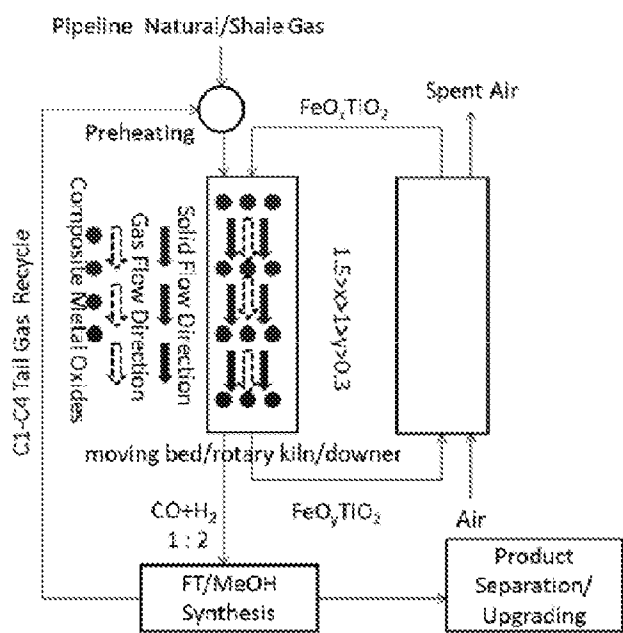 Pipeline Natural/Shale Gas
Preheating
FeOxTiO2
Spent Air
C1-C4 Tail Gas Recycle
Composite Metal Oxides
Gas Flow Direction
Solid Flow Direction
1.5>x>1>y>0.3
moving bed/rotary kiln/downer
CO+H2
1 : 2
FeOyTiO2
Air
FT/MeOH
Synthesis
Product
Separation/
Upgrading